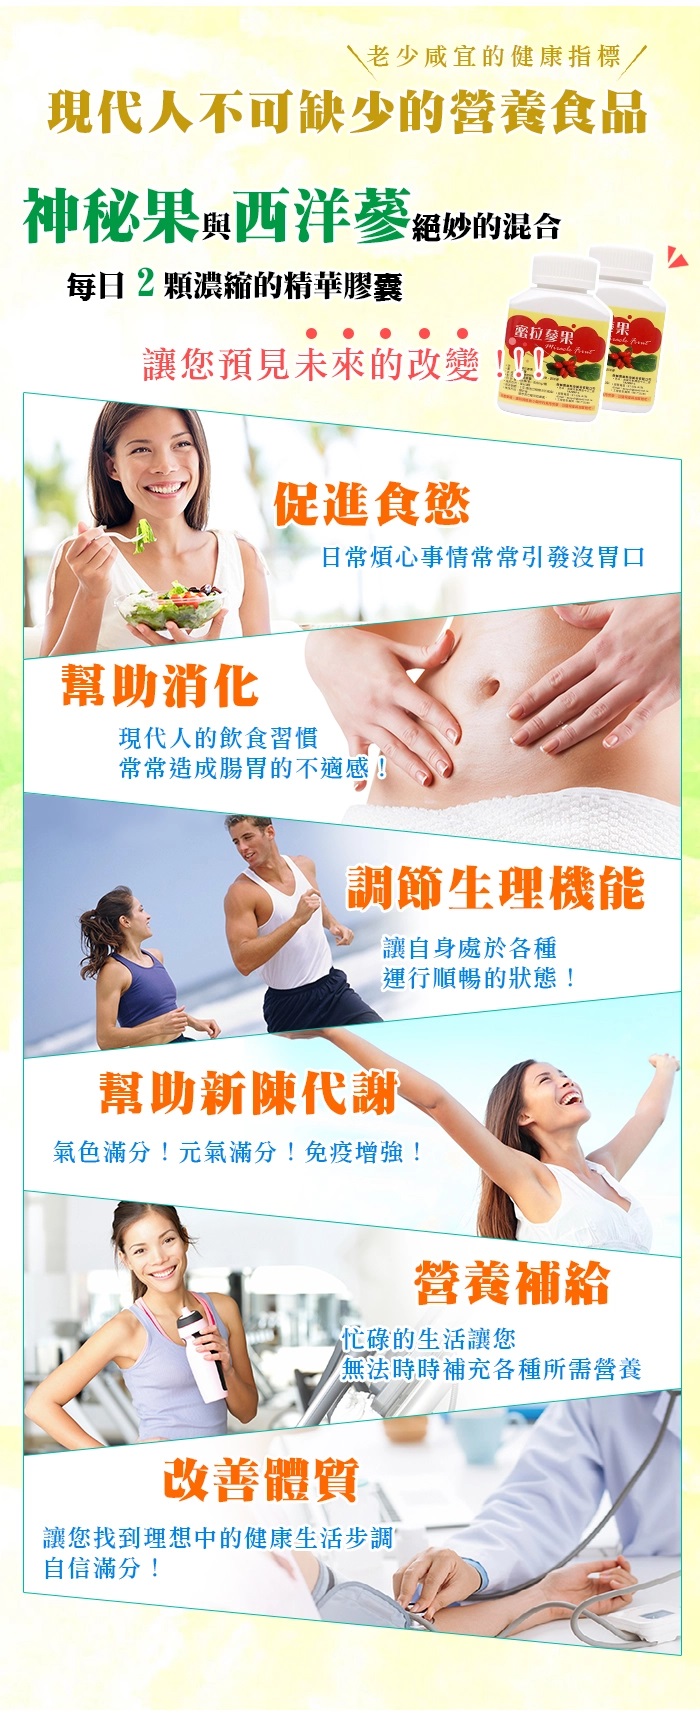 老少咸宜的健康指標
現代人不可缺少的營養食品
神秘果與西洋蔘絕妙的混合
每日 2 顆濃縮的精華膠囊
蜜拉蔘果
Miracle Fruit
讓您預見未來的改變!!!
促進食慾
日常煩心事情常常引發沒胃口
幫助消化
現代人的飲食習慣
常常造成腸胃的不適感！
調節生理機能
讓自身處於各種
運行順暢的狀態！
幫助新陳代謝
氣色滿分！元氣滿分！免疫增強！
營養補給
忙碌的生活讓您
無法時時補充各種所需營養
改善體質
讓您找到理想中的健康生活步調
自信滿分！